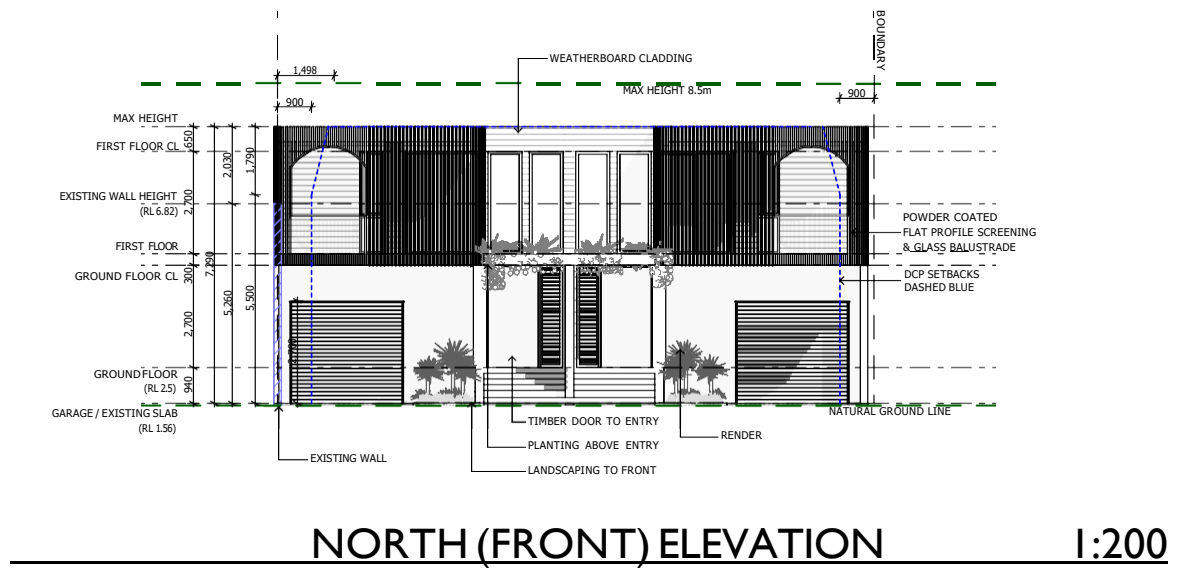 BOUNDARY
WEATHERBOARD CLADDING
1,498
MAX HEIGHT 8.5m
900
900
MAX HEIGHT
FIRST FLOOR CL
650
2,030
1,790
EXISTING WALL HEIGHT
(RL 6.82)
2,700
POWDER COATED
FLAT PROFILE SCREENING
& GLASS BALUSTRADE
FIRST FLOOR
GROUND FLOOR CL
300
7,290
5,260
5,500
DCP SETBACKS
DASHED BLUE
2,700
GROUND FLOOR
(RL 2.5)
940
GARAGE / EXISTING SLAB
(RL 1.56)
NATURAL GROUND LINE
TIMBER DOOR TO ENTRY
RENDER
PLANTING ABOVE ENTRY
EXISTING WALL
LANDSCAPING TO FRONT
NORTH (FRONT) ELEVATION 1:200